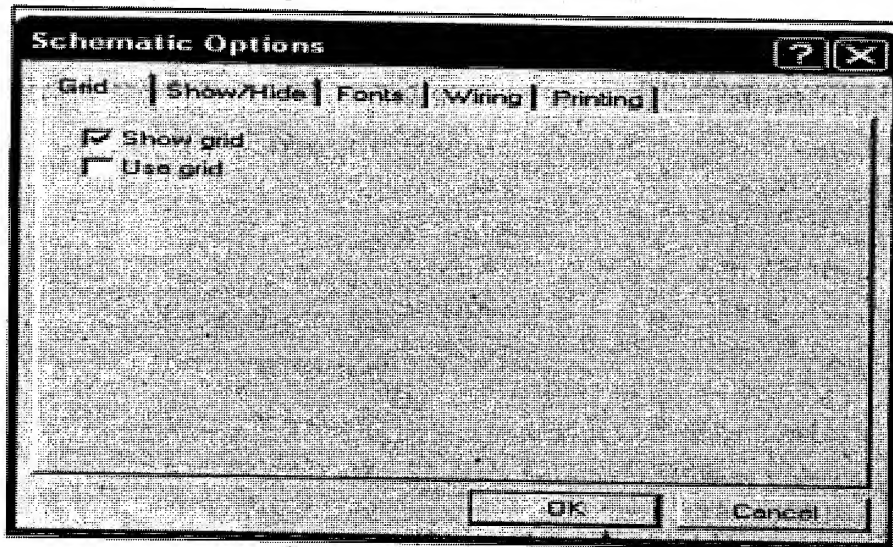 Schematic Options
Grid Show/Hide Fonts Wiring Printing
Show grid
Use grid
OK Cancel